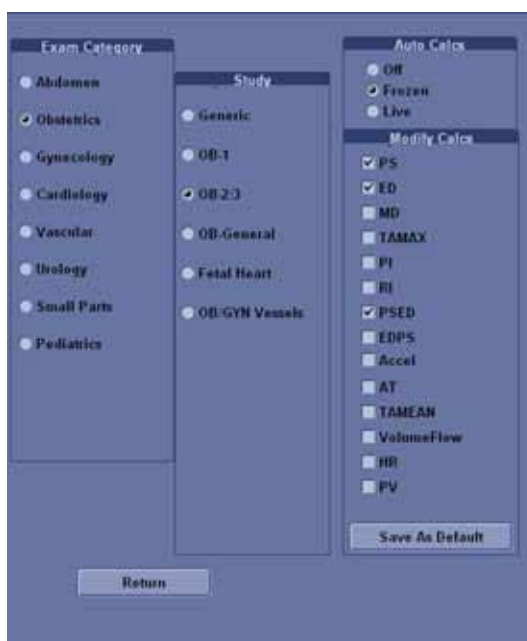 Exam Category
Abdomen
Obstetrics
Gynecology
Cardiology
Vascular
Urology
Small Parts
Pediatrics
Study
Generic
OB-1
OB-2/3
OB-General
Fetal Heart
OB/GYN Vessels
Auto Calcs
Off
Frozen
Live
Modify Calcs
PS
ED
MD
TAMAX
PI
RI
PSED
EDPS
Accel
AT
TAMEAN
VolumeFlow
HR
PV
Save As Default
Return